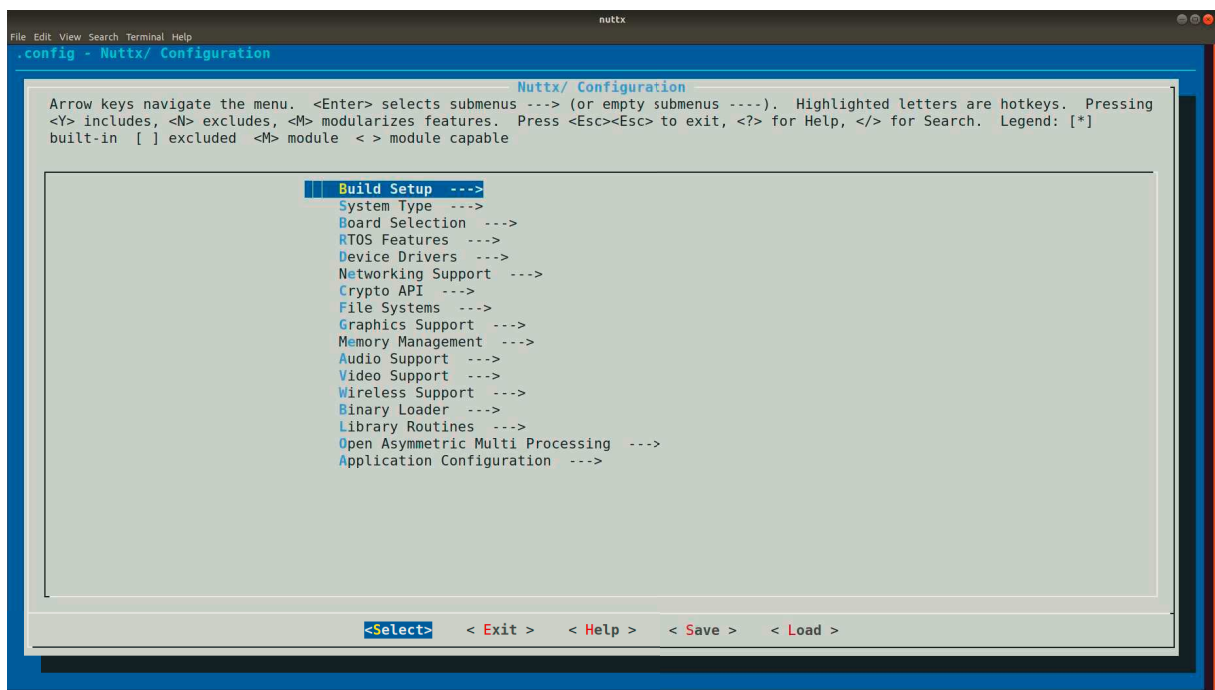 nuttx
File Edit View Search Terminal Help
.config - Nuttx/ Configuration
Nuttx/ Configuration
Arrow keys navigate the menu. <Enter> selects submenus ---> (or empty submenus ----). Highlighted letters are hotkeys. Pressing
<Y> includes, <N> excludes, <M> modularizes features. Press <Esc><Esc> to exit, <?> for Help, </> for Search. Legend: [*]
built-in [ ] excluded <M> module < > module capable
Build Setup --->
System Type --->
Board Selection --->
RTOS Features --->
Device Drivers --->
Networking Support --->
Crypto API --->
File Systems --->
Graphics Support --->
Memory Management --->
Audio Support --->
Video Support --->
Wireless Support --->
Binary Loader --->
Library Routines --->
Open Asymmetric Multi Processing --->
Application Configuration --->
<Select> < Exit > < Help > < Save > < Load >